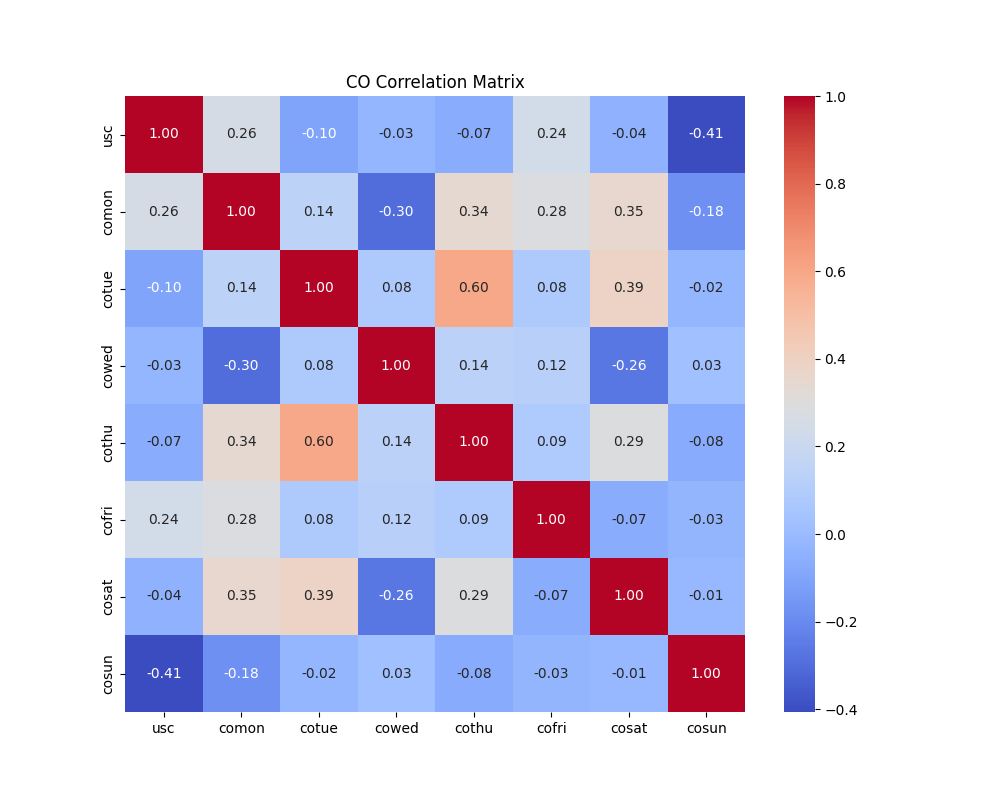 CO Correlation Matrix
usc 1.00 0.26 -0.10 -0.03 -0.07 0.24 -0.04 -0.41
comon 0.26 1.00 0.14 -0.30 0.34 0.28 0.35 -0.18
cotue -0.10 0.14 1.00 0.08 0.60 0.08 0.39 -0.02
cowed -0.03 -0.30 0.08 1.00 0.14 0.12 -0.26 0.03
cothu -0.07 0.34 0.60 0.14 1.00 0.09 0.29 -0.08
cofri 0.24 0.28 0.08 0.12 0.09 1.00 -0.07 -0.03
cosat -0.04 0.35 0.39 -0.26 0.29 -0.07 1.00 -0.01
cosun -0.41 -0.18 -0.02 0.03 -0.08 -0.03 -0.01 1.00
usc comon cotue cowed cothu cofri cosat cosun
1.0
0.8
0.6
0.4
0.2
0.0
−0.2
−0.4